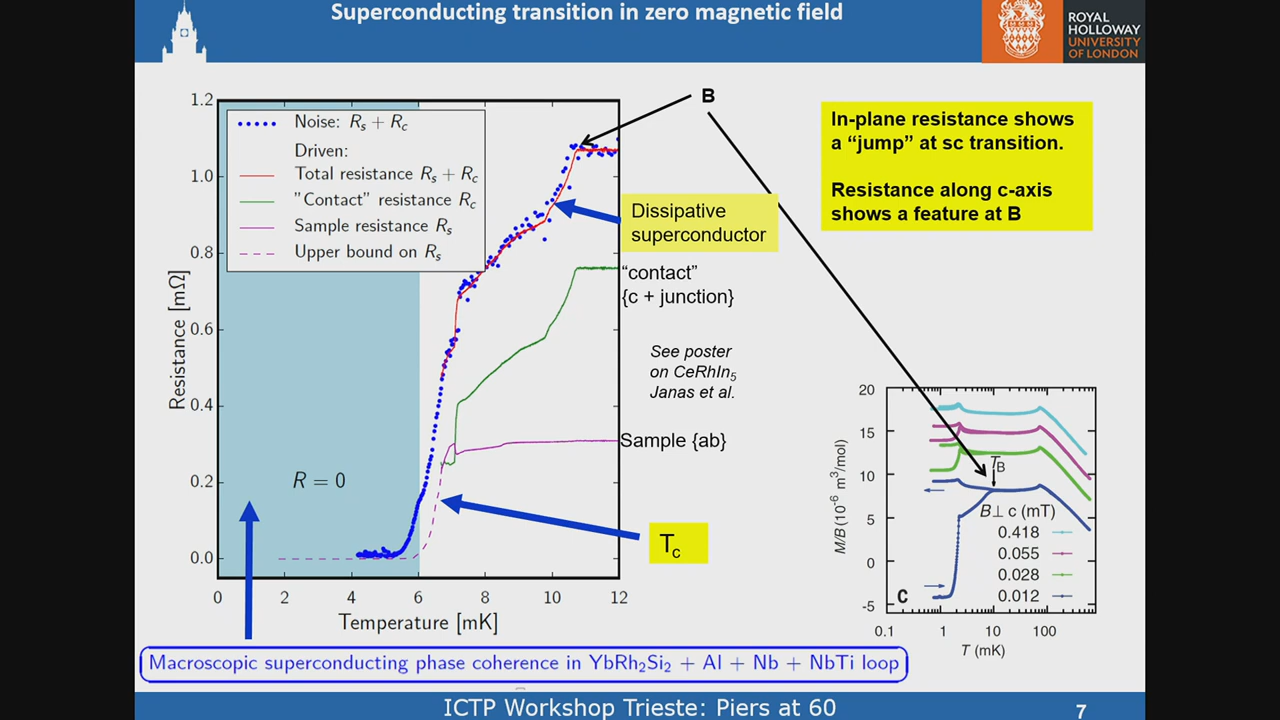 Superconducting transition in zero magnetic field
ROYAL
HOLLOWAY
UNIVERSITY
OF LONDON
B
In-plane resistance shows
a “jump” at sc transition.
Resistance along c-axis
shows a feature at B
Noise: Rₛ + R꜀
Driven:
Total resistance Rₛ + R꜀
"Contact" resistance R꜀
Sample resistance Rₛ
Upper bound on Rₛ
Dissipative
superconductor
“contact”
{c + junction}
See poster
on CeRhIn₅
Janas et al.
Sample {ab}
T꜀
R = 0
Resistance [mΩ]
1.2
1.0
0.8
0.6
0.4
0.2
0.0
0 2 4 6 8 10 12
Temperature [mK]
M/B(10⁻⁶ m³/mol)
20
15
10
5
0
-5
T_B
B⊥c (mT)
0.418
0.055
0.028
0.012
C
0.1 1 10 100
T (mK)
Macroscopic superconducting phase coherence in YbRh₂Si₂ + Al + Nb + NbTi loop
ICTP Workshop Trieste: Piers at 60
7